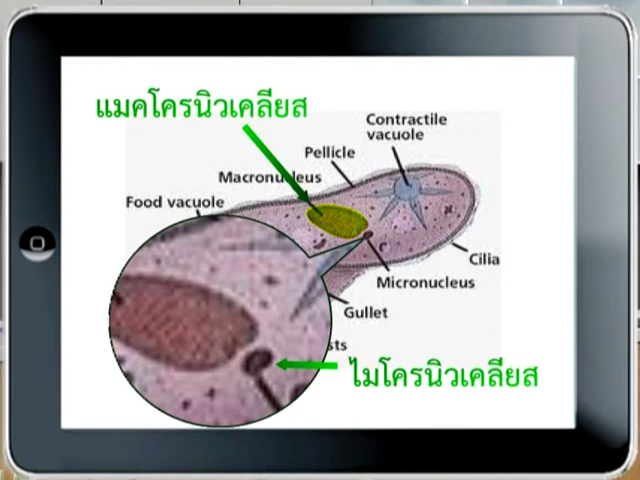 แมคโครนิวเคลียส
Contractile
vacuole
Pellicle
Food vacuole
Cilia
Micronucleus
Gullet
ไมโครนิวเคลียส